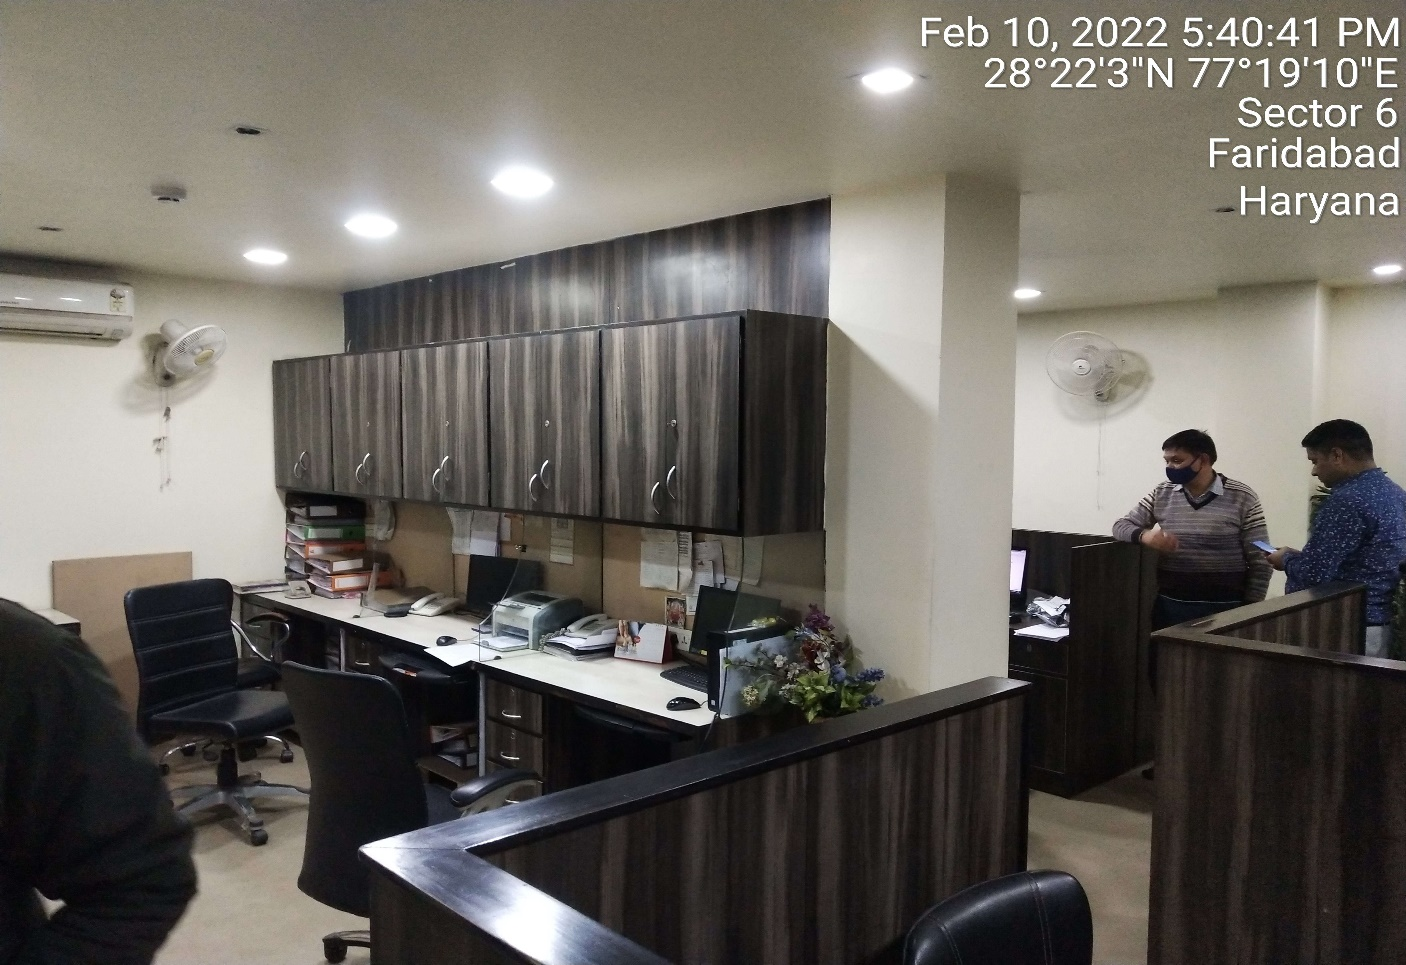 Feb 10, 2022 5:40:41 PM
28°22'3"N 77°19'10"E
Sector 6
Faridabad
Haryana